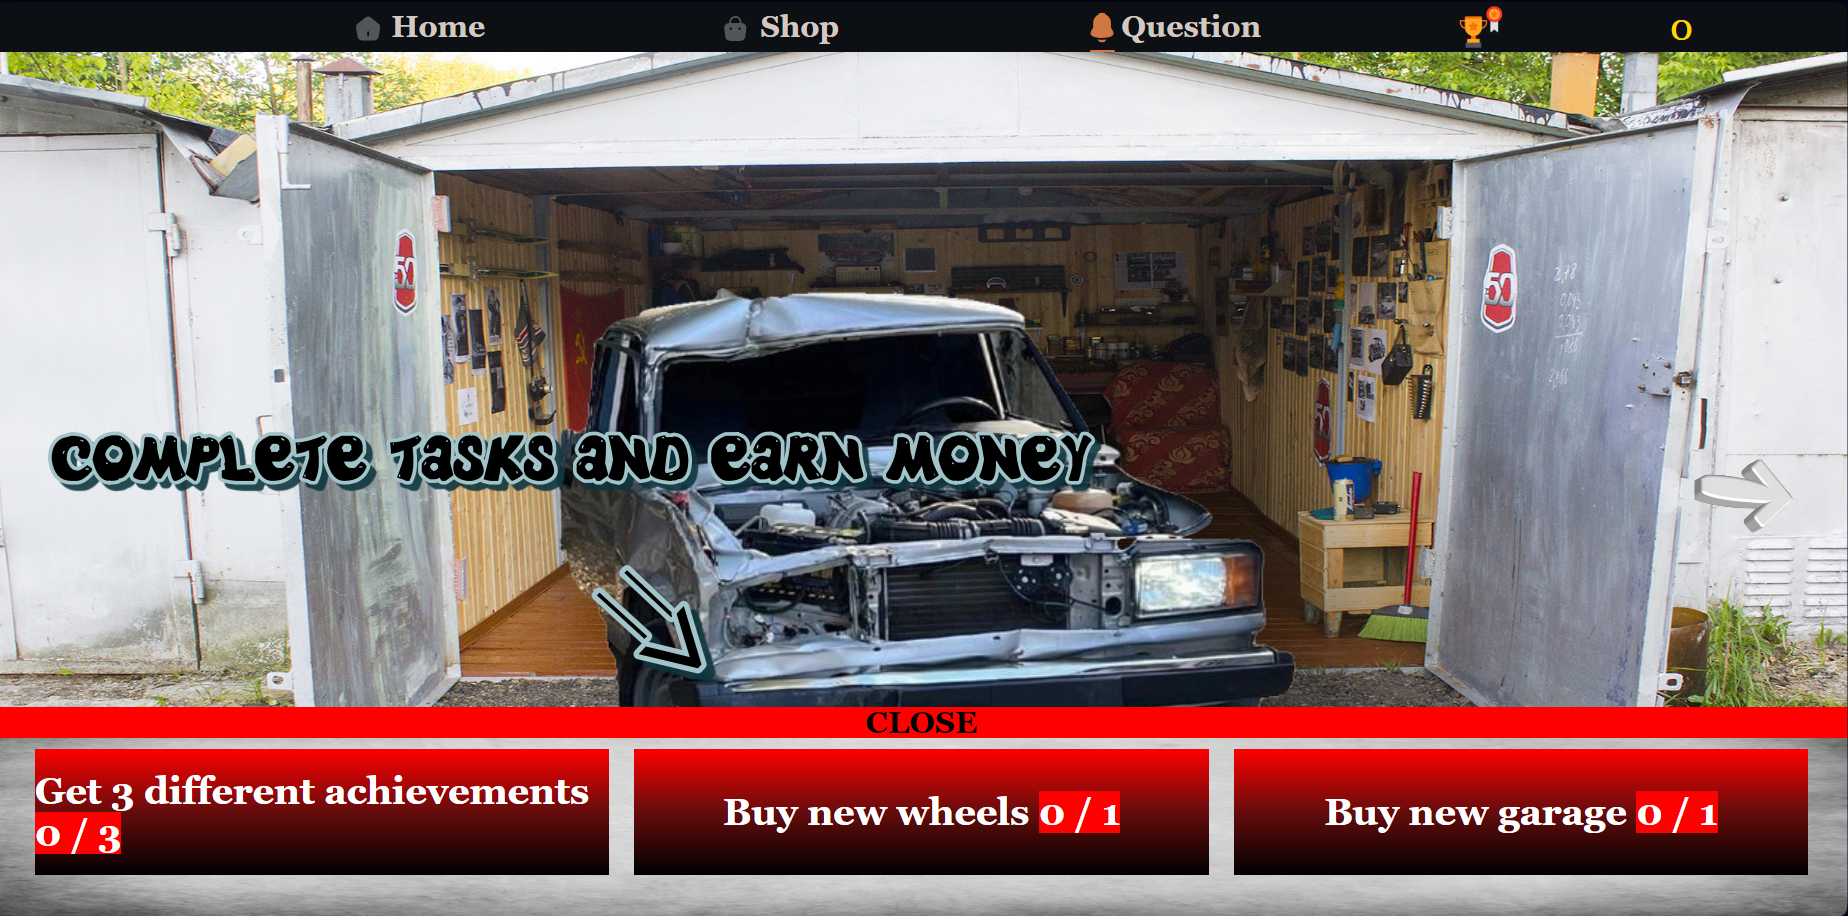 Home
Shop
Question
0
50
50
50
COMPLETE TASKS AND EARN MONEY
CLOSE
Get 3 different achievements
0 / 3
Buy new wheels 0 / 1
Buy new garage 0 / 1